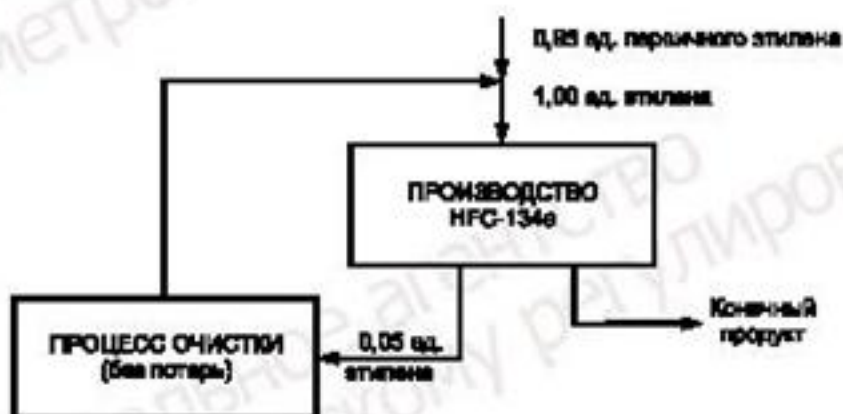 0,95 ед. первичного этилена
1,00 ед. этилена
ПРОИЗВОДСТВО
HFC-134a
Конечный
продукт
ПРОЦЕСС ОЧИСТКИ
(без потерь)
0,05 ед.
этилена